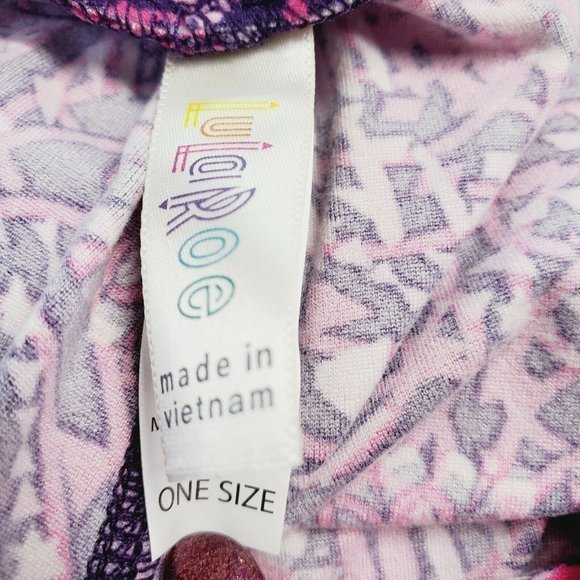 LuLaRoe
made in
vietnam
ONE SIZE